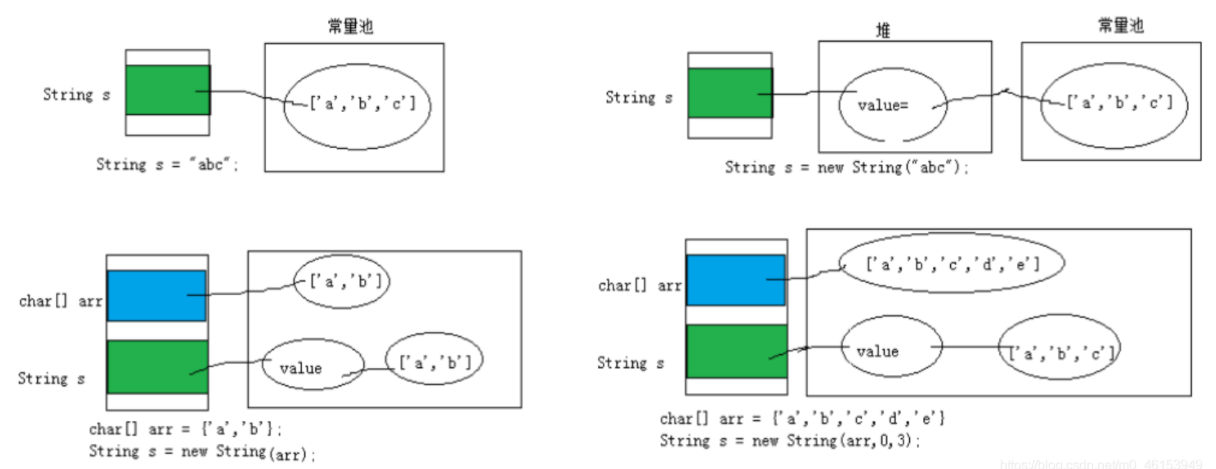 常量池
String s
['a','b','c']
String s = "abc";
堆
常量池
String s
value=
['a','b','c']
String s = new String("abc");
['a','b']
char[] arr
value
['a','b']
String s
char[] arr = {'a','b'};
String s = new String(arr);
['a','b','c','d','e']
char[] arr
value
['a','b','c']
String s
char[] arr = {'a','b','c','d','e'}
String s = new String(arr,0,3);
https://blog.csdn.net/m0_46153949